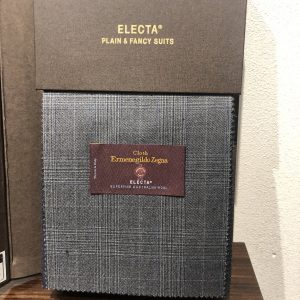 ELECTA®
PLAIN & FANCY SUITS
Cloth
Ermenegildo Zegna
ELECTA®
SUPERFINE AUSTRALIAN WOOL